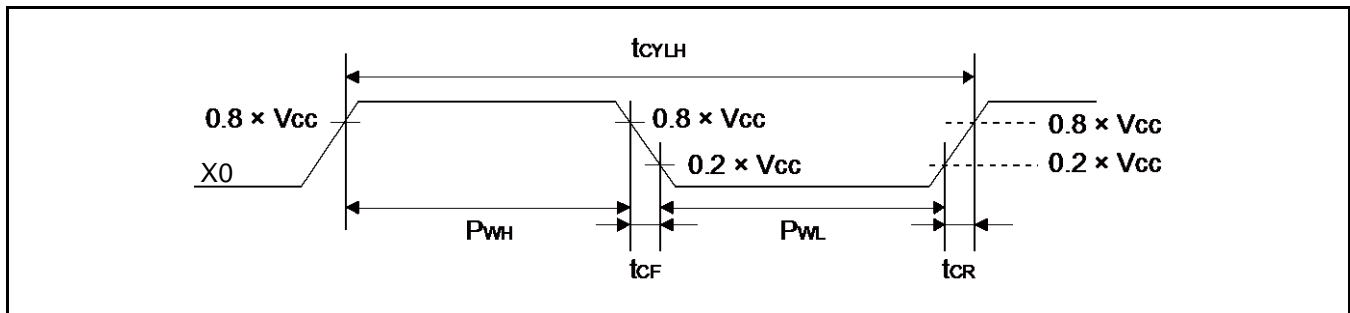 tCYLH
0.8 × Vcc
0.8 × Vcc
0.8 × Vcc
0.2 × Vcc
0.2 × Vcc
X0
PWH
PWL
tCF
tCR